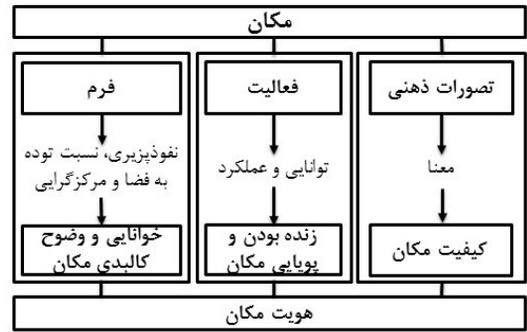 مکان
تصورات ذهنی
معنا
کیفیت مکان
فعالیت
توانایی و عملکرد
زنده بودن و
پویایی مکان
فرم
نفوذپزیری، نسبت توده
به فضا و مرکزگرایی
خوانایی و وضوح
کالبدی مکان
هویت مکان